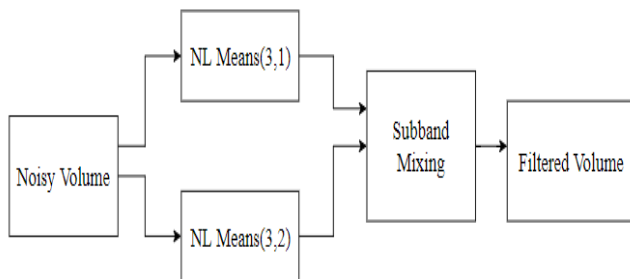 NL Means(3,1)
Noisy Volume
Subband
Mixing
Filtered Volume
NL Means(3,2)